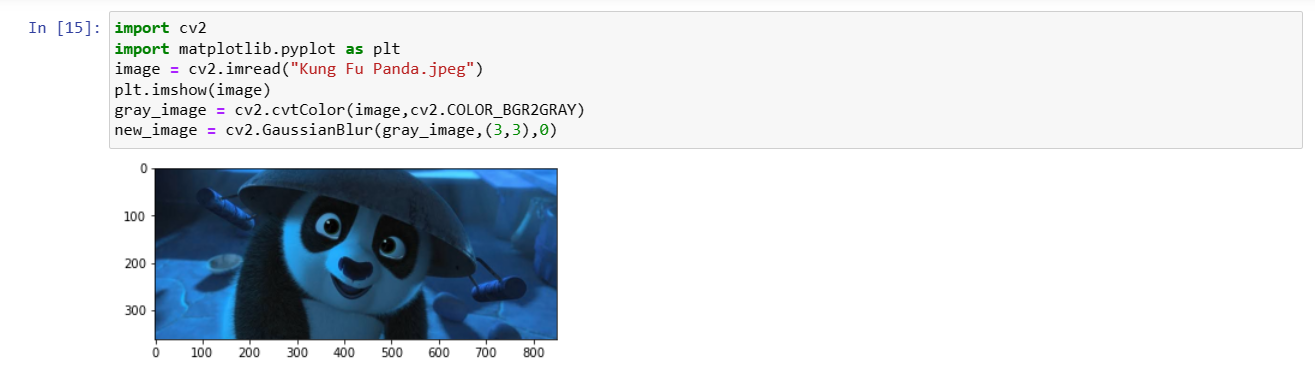 In [15]: import cv2
import matplotlib.pyplot as plt
image = cv2.imread("Kung Fu Panda.jpeg")
plt.imshow(image)
gray_image = cv2.cvtColor(image,cv2.COLOR_BGR2GRAY)
new_image = cv2.GaussianBlur(gray_image,(3,3),0)
0
100
200
300
0 100 200 300 400 500 600 700 800